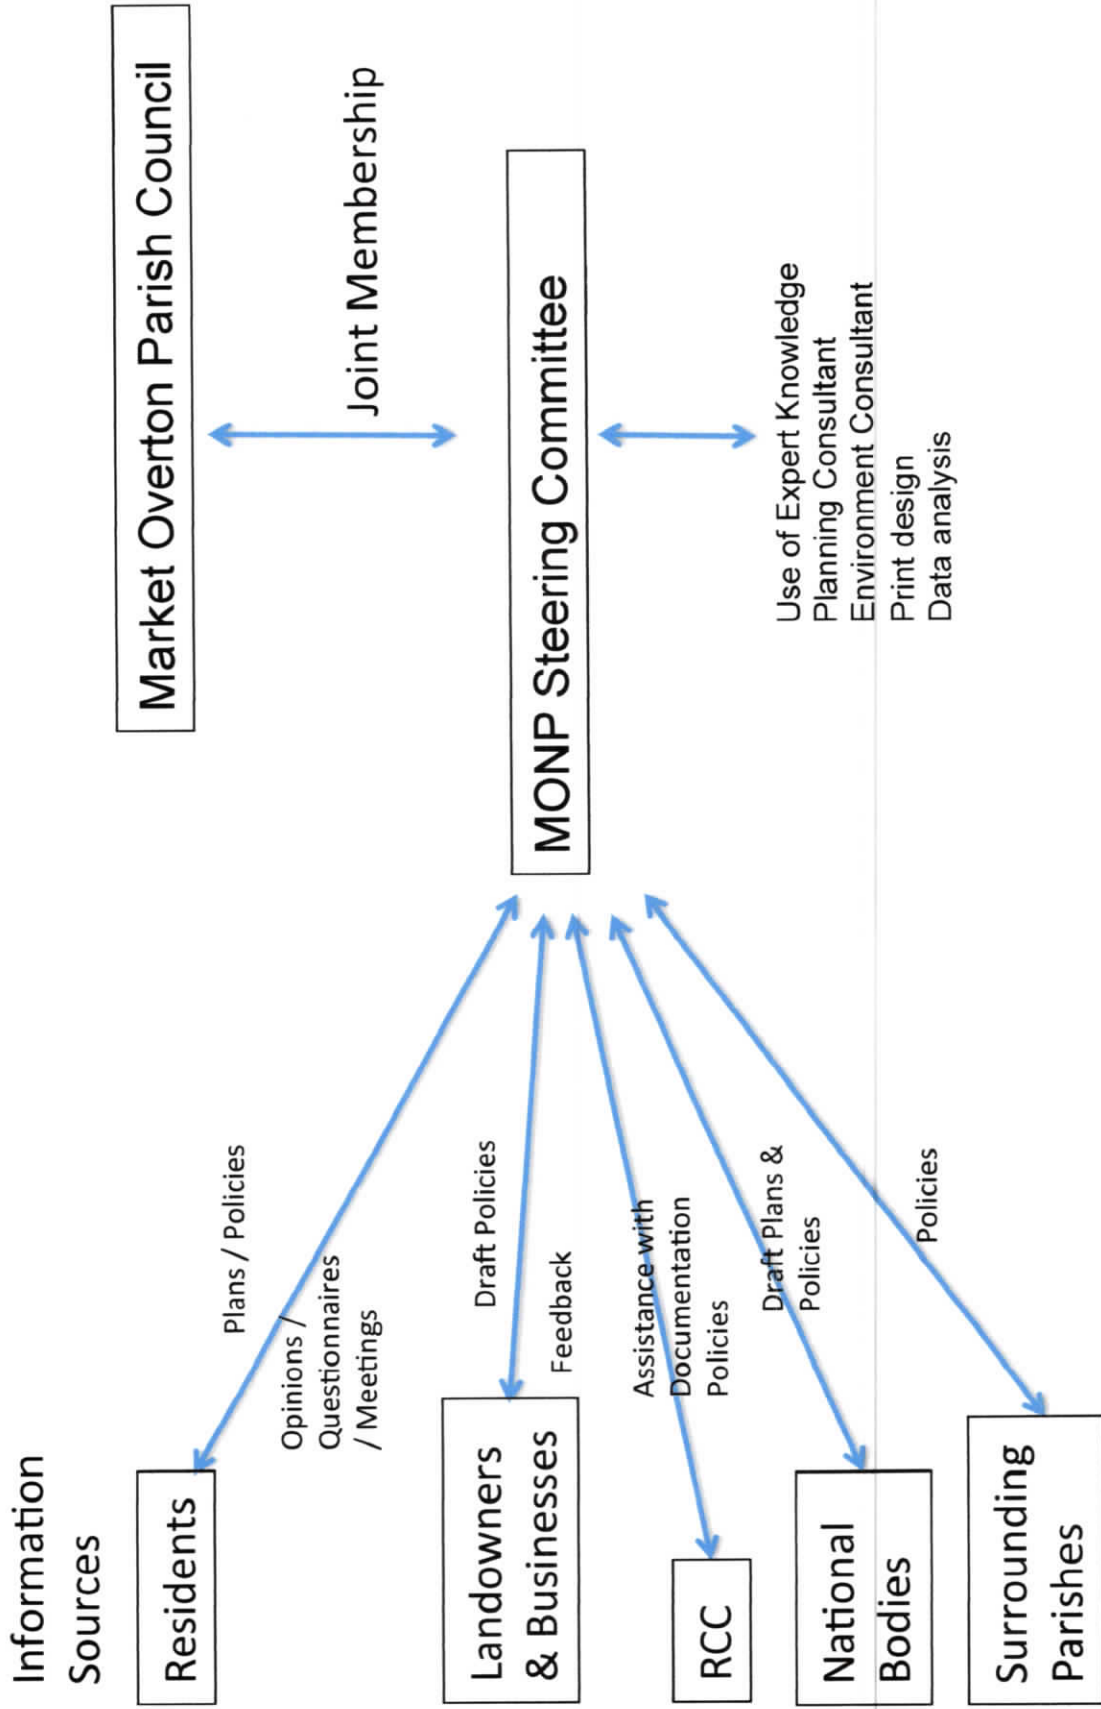 Information
Sources
Market Overton Parish Council
Residents
Plans / Policies
Opinions /
Questionnaires
/ Meetings
Joint Membership
Landowners
& Businesses
Draft Policies
Feedback
MONP Steering Committee
RCC
Assistance with
Documentation
Policies
National
Bodies
Draft Plans &
Policies
Surrounding
Parishes
Policies
Use of Expert Knowledge
Planning Consultant
Environment Consultant
Print design
Data analysis